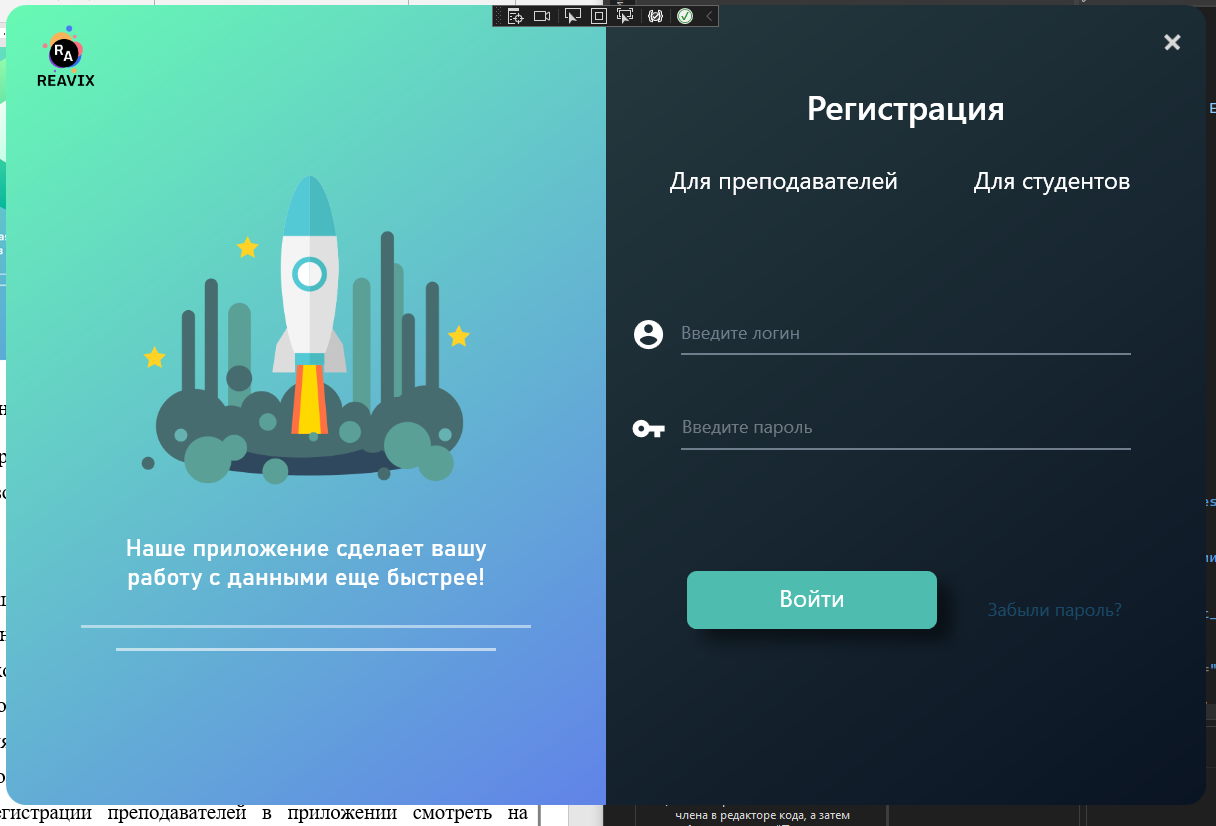 RA
REAVIX
Наше приложение сделает вашу
работу с данными еще быстрее!
Регистрация
Для преподавателей
Для студентов
Введите логин
Введите пароль
Войти
Забыли пароль?
преподавателей в приложении смотреть на
члена в редакторе кода, а затем